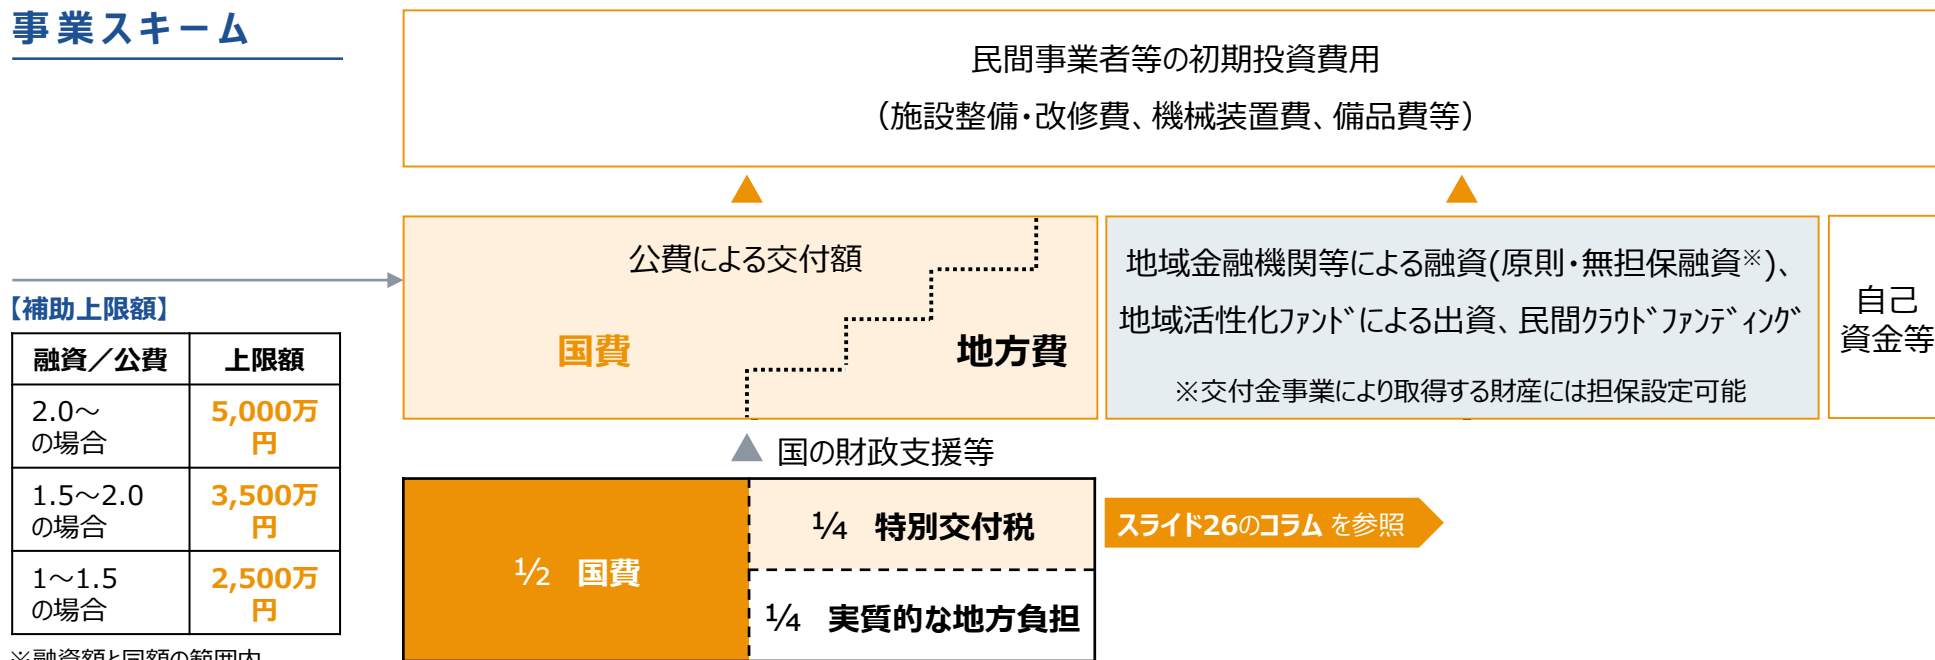 事業スキーム
民間事業者等の初期投資費用
（施設整備・改修費、機械装置費、備品費等）
公費による交付額
国費
地方費
地域金融機関等による融資(原則・無担保融資※)、
地域活性化ﾌｧﾝﾄﾞによる出資、民間ｸﾗｳﾄﾞﾌｧﾝﾃﾞｨﾝｸﾞ
※交付金事業により取得する財産には担保設定可能
自己
資金等
【補助上限額】
融資／公費 上限額
2.0～
の場合
5,000万
円
1.5～2.0
の場合
3,500万
円
1～1.5
の場合
2,500万
円
※融資額と同額の範囲内
国の財政支援等
½ 国費
¼ 特別交付税
¼ 実質的な地方負担
スライド26のコラム を参照